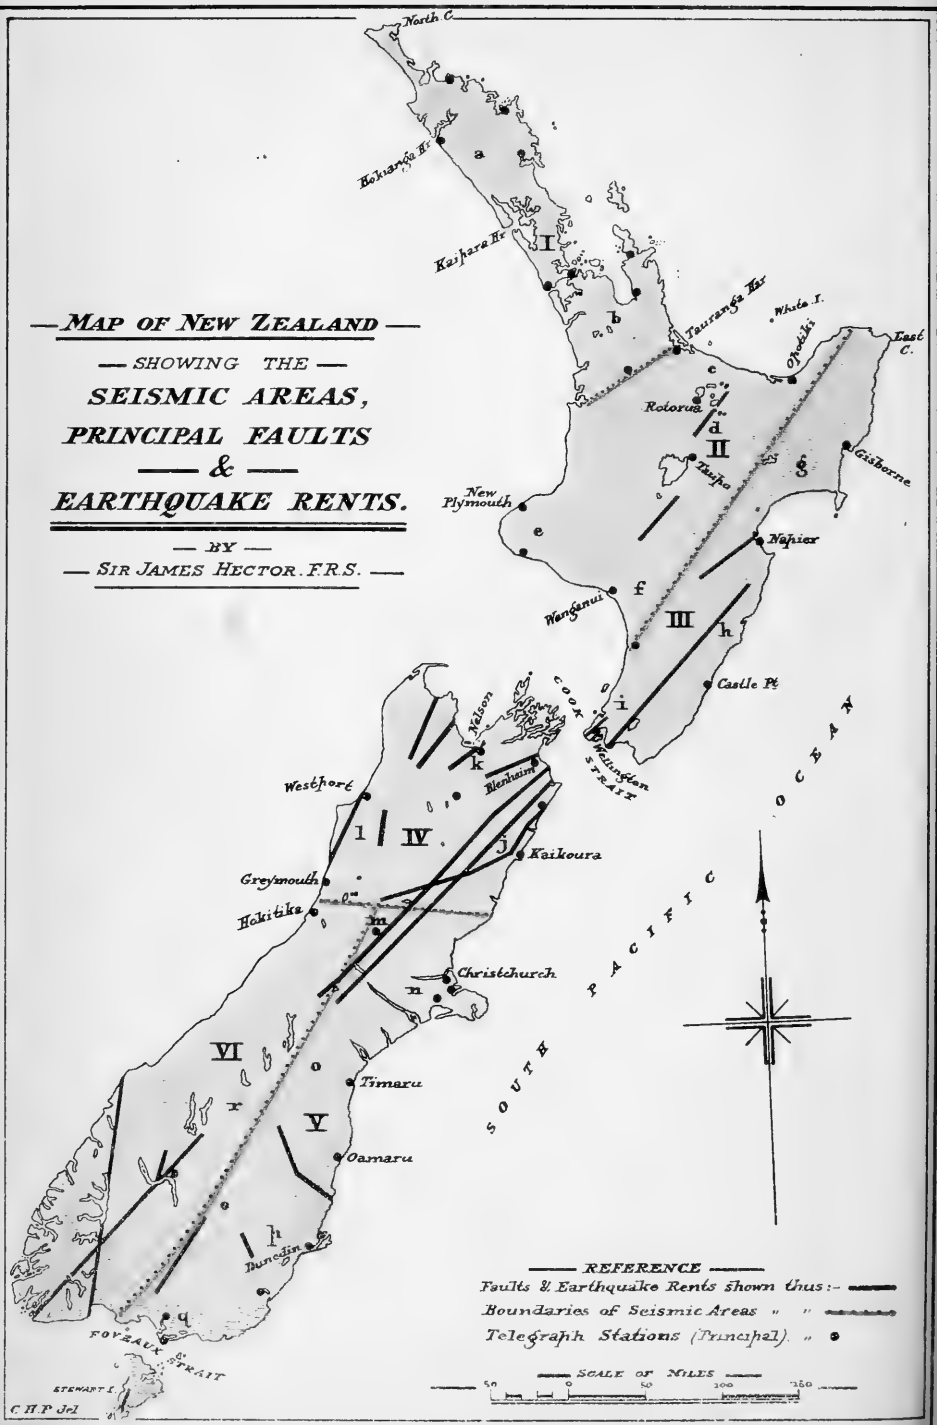 North C.
Hokianga Hr
a
Kaipara Hr
I
b
Tauranga Har
White I.
Opotiki
East
C.
—MAP OF NEW ZEALAND—
—SHOWING THE—
SEISMIC AREAS,
PRINCIPAL FAULTS
— & —
EARTHQUAKE RENTS.
— BY —
— SIR JAMES HECTOR. F.R.S. —
c
Rotorua
d
II
Taupo
g
Gisborne
New
Plymouth
e
Napier
f
Wanganui
III
h
i
Castle Pt
COOK
STRAIT
Wellington
Nelson
k
Blenheim
Westport
l
IV
j
Kaikoura
Greymouth
Hokitika
m
Christchurch
n
SOUTH PACIFIC OCEAN
VI
o
Timaru
r
V
Oamaru
p
Dunedin
q
FOVEAUX
STRAIT
STEWART I.
C.H.P. del
— REFERENCE —
Faults & Earthquake Rents shown thus:-
Boundaries of Seismic Areas " "
Telegraph Stations (Principal). "
SCALE OF MILES
50 0 50 100 150